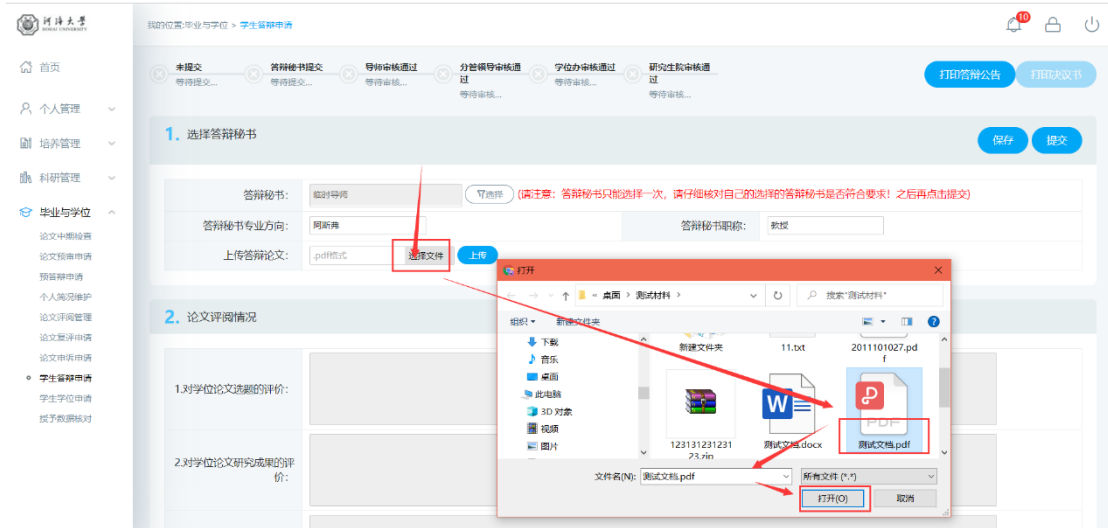 河海大学
HOHAI UNIVERSITY
我的位置:毕业与学位 > 学生答辩申请
10
首页
个人管理
培养管理
科研管理
毕业与学位
论文中期检查
论文预审申请
预答辩申请
个人简况维护
论文评阅管理
论文复评申请
论文申诉申请
学生答辩申请
学生学位申请
授予数据核对
未提交
等待提交...
答辩秘书提交
等待提交...
导师审核通过
等待审核...
分管领导审核通过
等待审核...
学位办审核通过
等待审核...
研究生院审核通过
等待审核...
打印答辩公告
打印决议书
1. 选择答辩秘书
保存
提交
答辩秘书:
临时导师
选择
(请注意：答辩秘书只能选择一次，请仔细核对自己的选择的答辩秘书是否符合要求！之后再点击提交)
答辩秘书专业方向:
阿斯弗
答辩秘书职称:
教授
上传答辩论文:
.pdf格式
选择文件
上传
2. 论文评阅情况
1.对学位论文选题的评价:
2.对学位论文研究成果的评价:
打开
« 桌面 > 测试材料 >
搜索"测试材料"
组织
新建文件夹
下载
音乐
桌面
此电脑
3D 对象
视频
图片
新建文件夹
11.txt
2011101027.pdf
123131231231
23.zip
测试文档.docx
PDF
测试文档.pdf
文件名(N):
测试文档.pdf
所有文件 (*.*)
打开(O)
取消